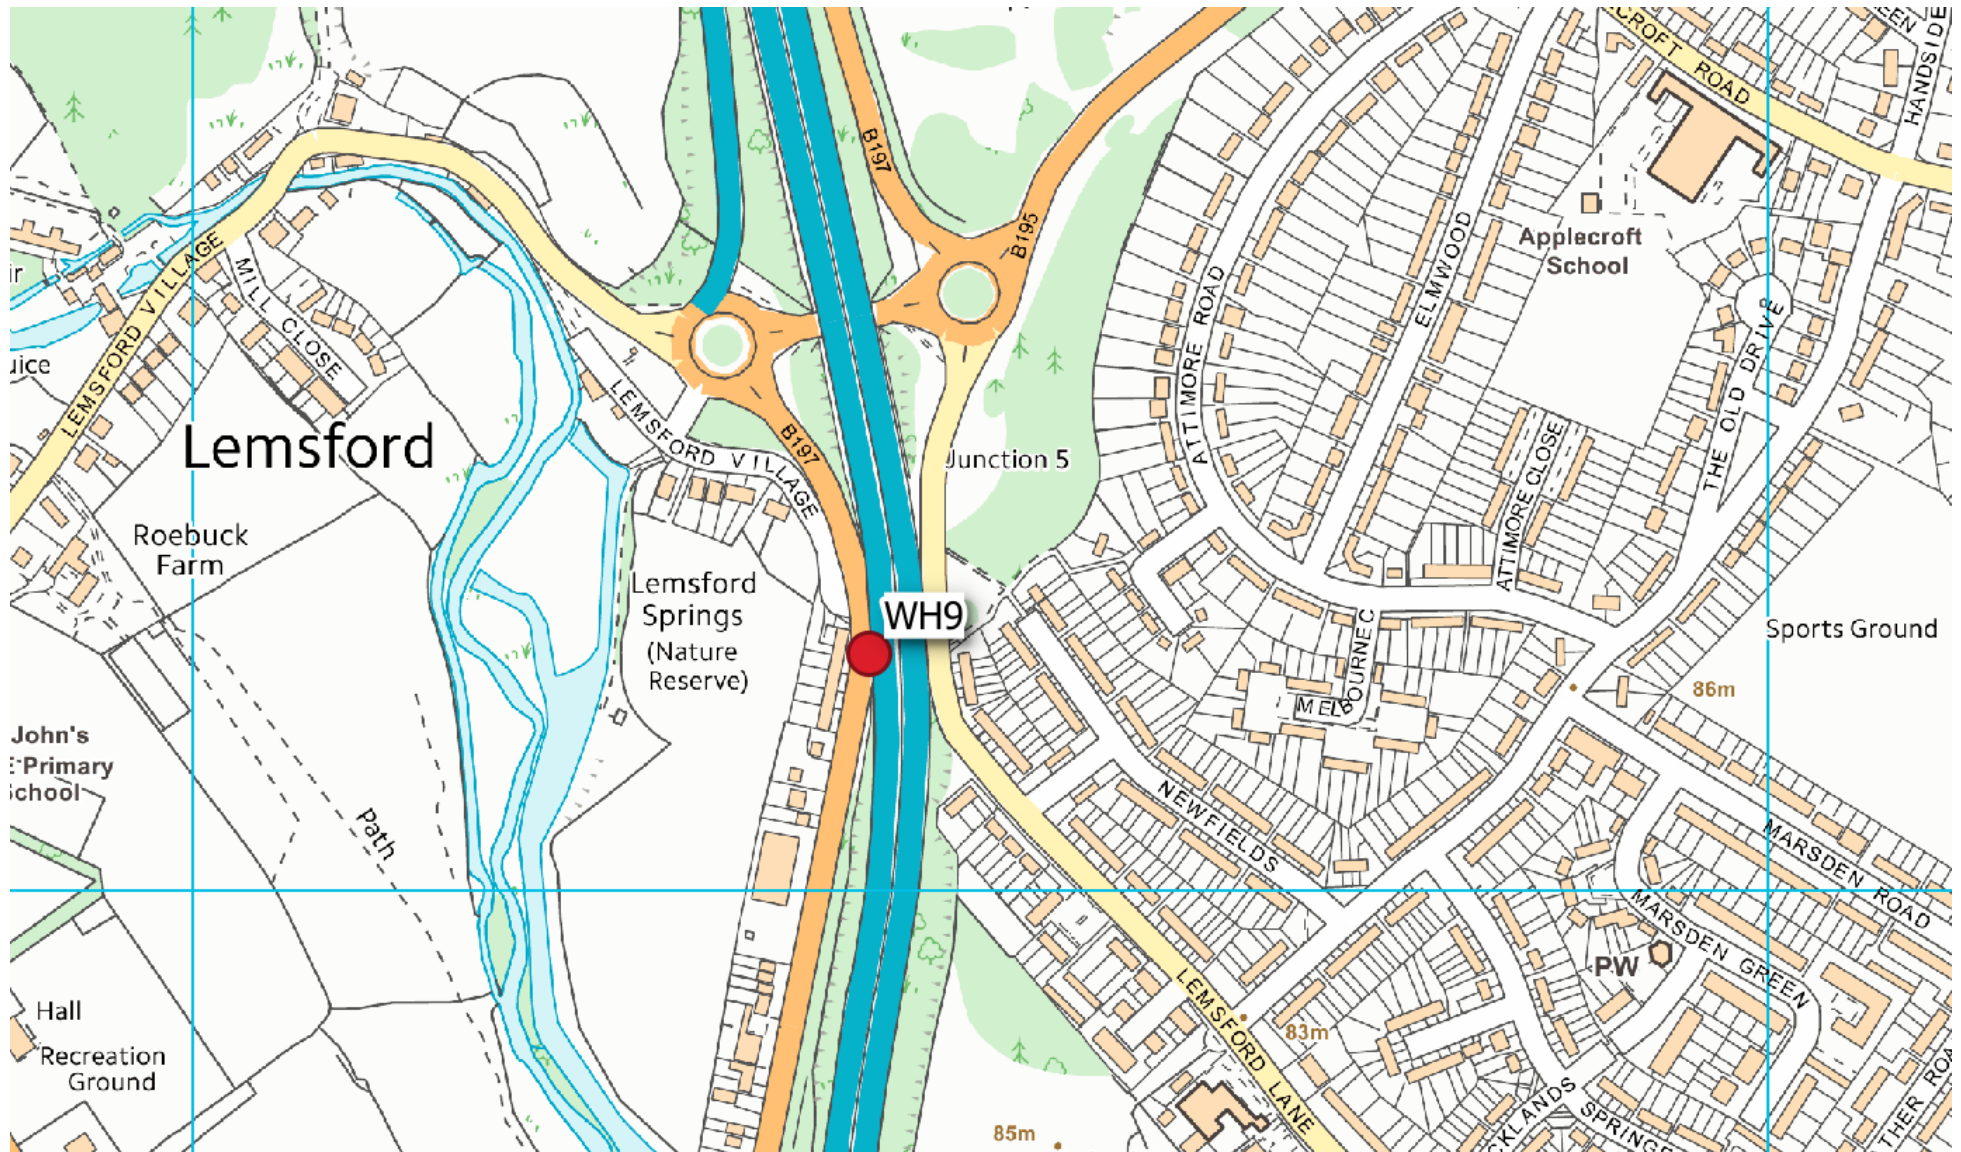 CROFT ROAD
HANDSIDE
B197
B195
Applecroft
School
ELMWOOD
ATTIMORE ROAD
LEMSFORD VILLAGE
MILL CLOSE
THE OLD DRIVE
LEMSFORD VILLAGE
B197
Lemsford
Junction 5
ATTIMORE CLOSE
Roebuck
Farm
Lemsford
Springs
(Nature
Reserve)
WH9
Sports Ground
86m
John's
Primary
School
Path
NEWFIELDS
MARSDEN ROAD
MARSDEN GREEN
PW
Hall
Recreation
Ground
LEMSFORD LANE
83m
85m